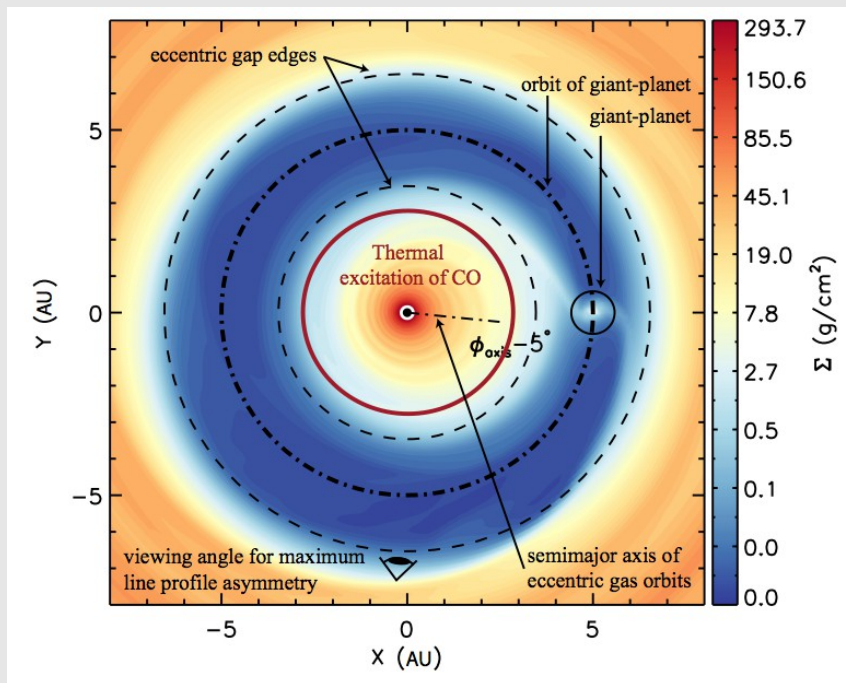 eccentric gap edges
orbit of giant-planet
giant-planet
Thermal
excitation of CO
ϕaxis−5°
viewing angle for maximum
line profile asymmetry
semimajor axis of
eccentric gas orbits
Y (AU)
5
0
−5
−5
0
5
X (AU)
293.7
150.6
85.5
45.1
19.0
7.8
2.7
0.5
0.1
0.0
0.0
Σ (g/cm²)